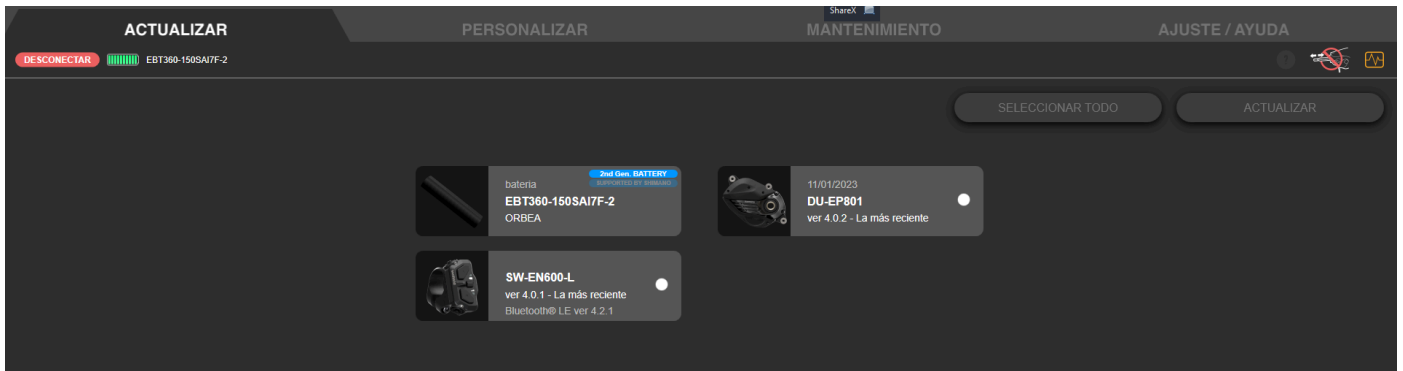 ShareX
ACTUALIZAR
PERSONALIZAR
MANTENIMIENTO
AJUSTE / AYUDA
DESCONECTAR
EBT360-150SAI7F-2
SELECCIONAR TODO
ACTUALIZAR
bateria
2nd Gen. BATTERY
SUPPORTED BY SHIMANO
EBT360-150SAI7F-2
ORBEA
11/01/2023
DU-EP801
ver 4.0.2 - La más reciente
SW-EN600-L
ver 4.0.1 - La más reciente
Bluetooth® LE ver 4.2.1